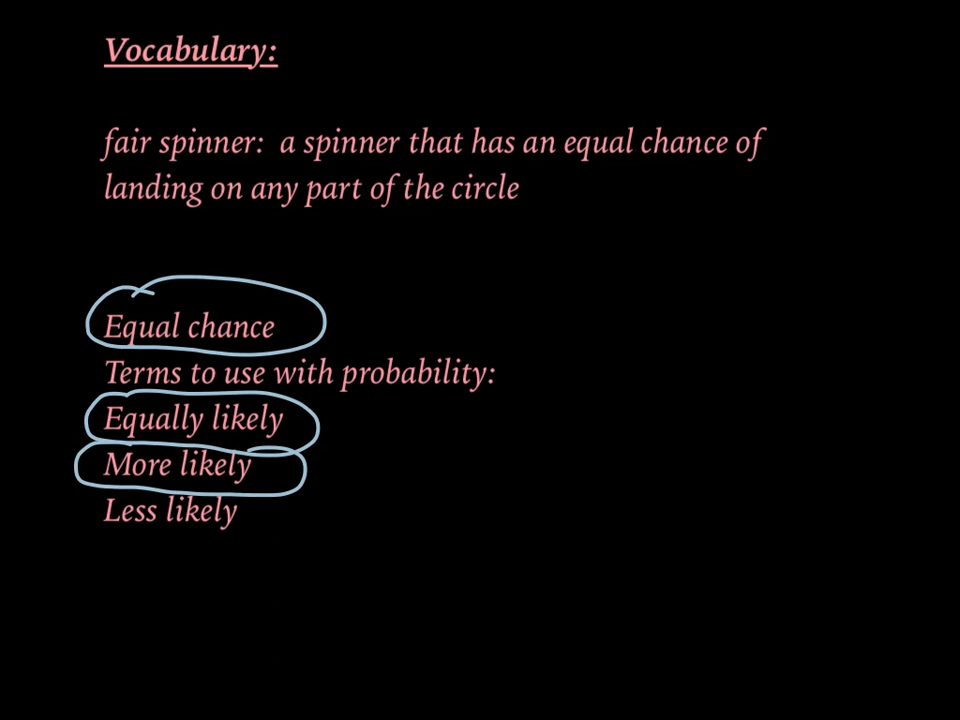 Vocabulary:
fair spinner: a spinner that has an equal chance of
landing on any part of the circle
Equal chance
Terms to use with probability:
Equally likely
More likely
Less likely